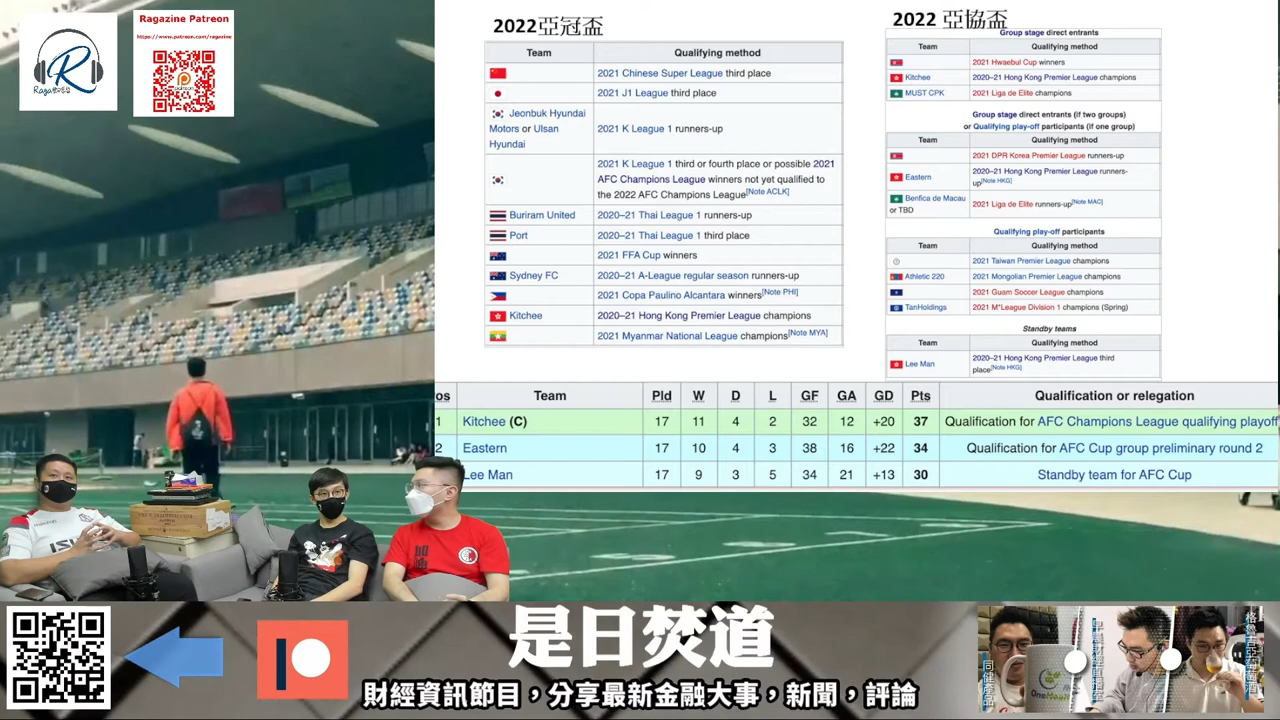 Ragazine Patreon
https://www.patreon.com/ragazine
R
2022亞冠盃
Team Qualifying method
2021 Chinese Super League third place
2021 J1 League third place
Jeonbuk Hyundai
Motors or Ulsan
Hyundai
2021 K League 1 runners-up
2021 K League 1 third or fourth place or possible 2021
AFC Champions League winners not yet qualified to
the 2022 AFC Champions League[Note ACLK]
Buriram United 2020–21 Thai League 1 runners-up
Port 2020–21 Thai League 1 third place
2021 FFA Cup winners
Sydney FC 2020–21 A-League regular season runners-up
2021 Copa Paulino Alcantara winners[Note PHI]
Kitchee 2020–21 Hong Kong Premier League champions
2021 Myanmar National League champions[Note MYA]
2022 亞協盃
Group stage direct entrants
Team Qualifying method
2021 Hwaebul Cup winners
Kitchee 2020–21 Hong Kong Premier League champions
MUST CPK 2021 Liga de Elite champions
Group stage direct entrants (if two groups)
or Qualifying play-off participants (if one group)
Team Qualifying method
2021 DPR Korea Premier League runners-up
Eastern 2020–21 Hong Kong Premier League runners-
up[Note HKG]
Benfica de Macau
or TBD
2021 Liga de Elite runners-up[Note MAC]
Qualifying play-off participants
Team Qualifying method
2021 Taiwan Premier League champions
Athletic 220 2021 Mongolian Premier League champions
2021 Guam Soccer League champions
TanHoldings 2021 M*League Division 1 champions (Spring)
Standby teams
Team Qualifying method
Lee Man 2020–21 Hong Kong Premier League third
place[Note HKG]
os Team Pld W D L GF GA GD Pts Qualification or relegation
1 Kitchee (C) 17 11 4 2 32 12 +20 37 Qualification for AFC Champions League qualifying playoff
2 Eastern 17 10 4 3 38 16 +22 34 Qualification for AFC Cup group preliminary round 2
Lee Man 17 9 3 5 34 21 +13 30 Standby team for AFC Cup
是日焚道
財經資訊節目，分享最新金融大事，新聞，評論